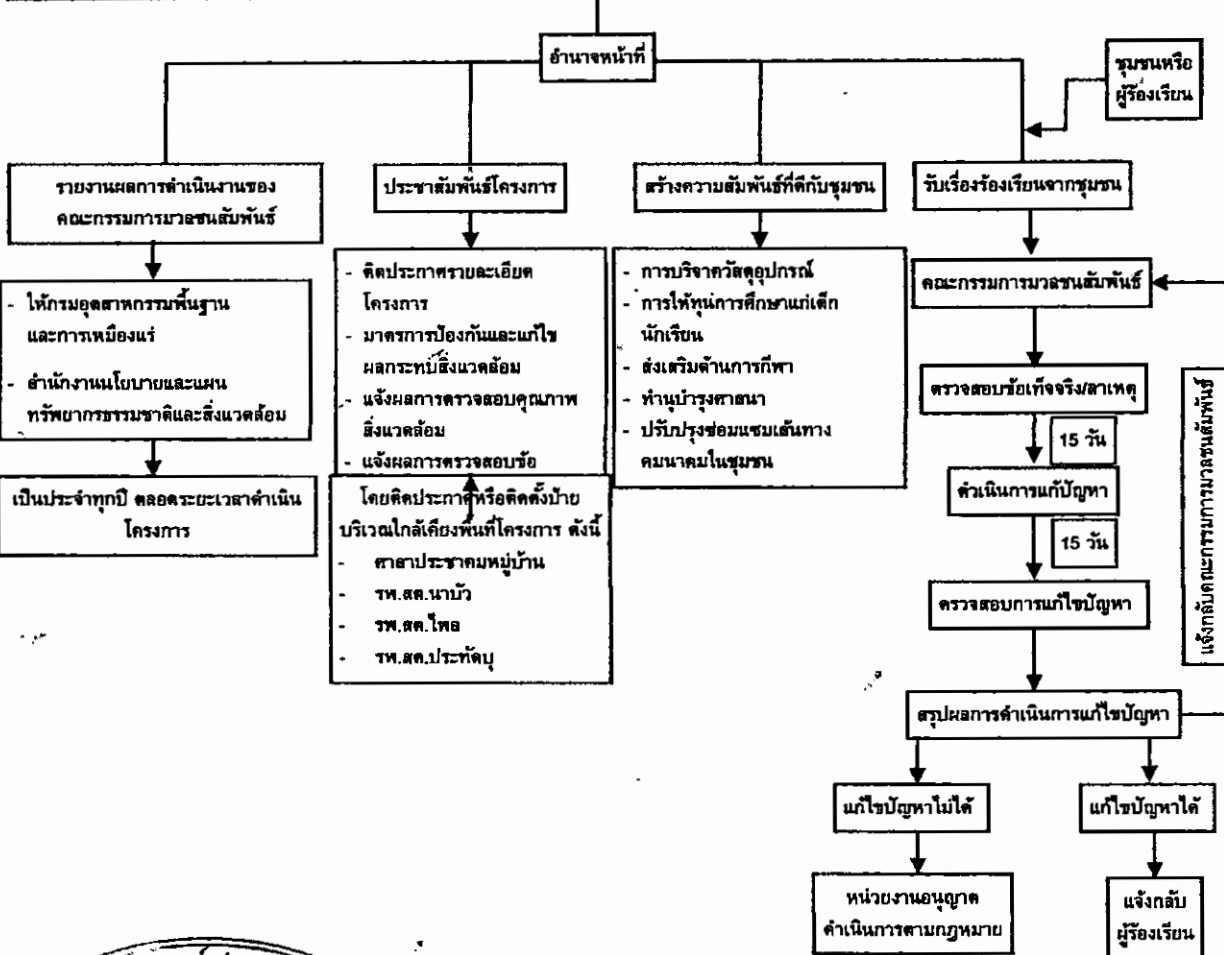 อำนาจหน้าที่
ชุมชนหรือ
ผู้ร้องเรียน
รายงานผลการดำเนินงานของ
คณะกรรมการมวลชนสัมพันธ์
- ให้กรมอุตสาหกรรมพื้นฐาน
และการเหมืองแร่
- สำนักงานนโยบายและแผน
ทรัพยากรธรรมชาติและสิ่งแวดล้อม
เป็นประจำทุกปี ตลอดระยะเวลาดำเนิน
โครงการ
ประชาสัมพันธ์โครงการ
- ติดประกาศรายละเอียด
โครงการ
- มาตรการป้องกันและแก้ไข
ผลกระทบสิ่งแวดล้อม
- แจ้งผลการตรวจสอบคุณภาพ
สิ่งแวดล้อม
- แจ้งผลการตรวจสอบข้อ
โดยติดประกาศหรือติดตั้งป้าย
บริเวณใกล้เคียงพื้นที่โครงการ ดังนี้
- ศาลาประชาคมหมู่บ้าน
- รพ.สต.นาบัว
- รพ.สต.ไพล
- รพ.สต.ประทัดบุ
สร้างความสัมพันธ์ที่ดีกับชุมชน
- การบริจาควัสดุอุปกรณ์
- การให้ทุนการศึกษาแก่เด็ก
นักเรียน
- ส่งเสริมด้านการกีฬา
- ทำนุบำรุงศาสนา
- ปรับปรุงซ่อมแซมเส้นทาง
คมนาคมในชุมชน
รับเรื่องร้องเรียนจากชุมชน
คณะกรรมการมวลชนสัมพันธ์
ตรวจสอบข้อเท็จจริง/สาเหตุ
15 วัน
ดำเนินการแก้ปัญหา
15 วัน
ตรวจสอบการแก้ไขปัญหา
แจ้งกลับคณะกรรมการมวลชนสัมพันธ์
สรุปผลการดำเนินการแก้ไขปัญหา
แก้ไขปัญหาไม่ได้
แก้ไขปัญหาได้
หน่วยงานอนุญาต
ดำเนินการตามกฎหมาย
แจ้งกลับ
ผู้ร้องเรียน